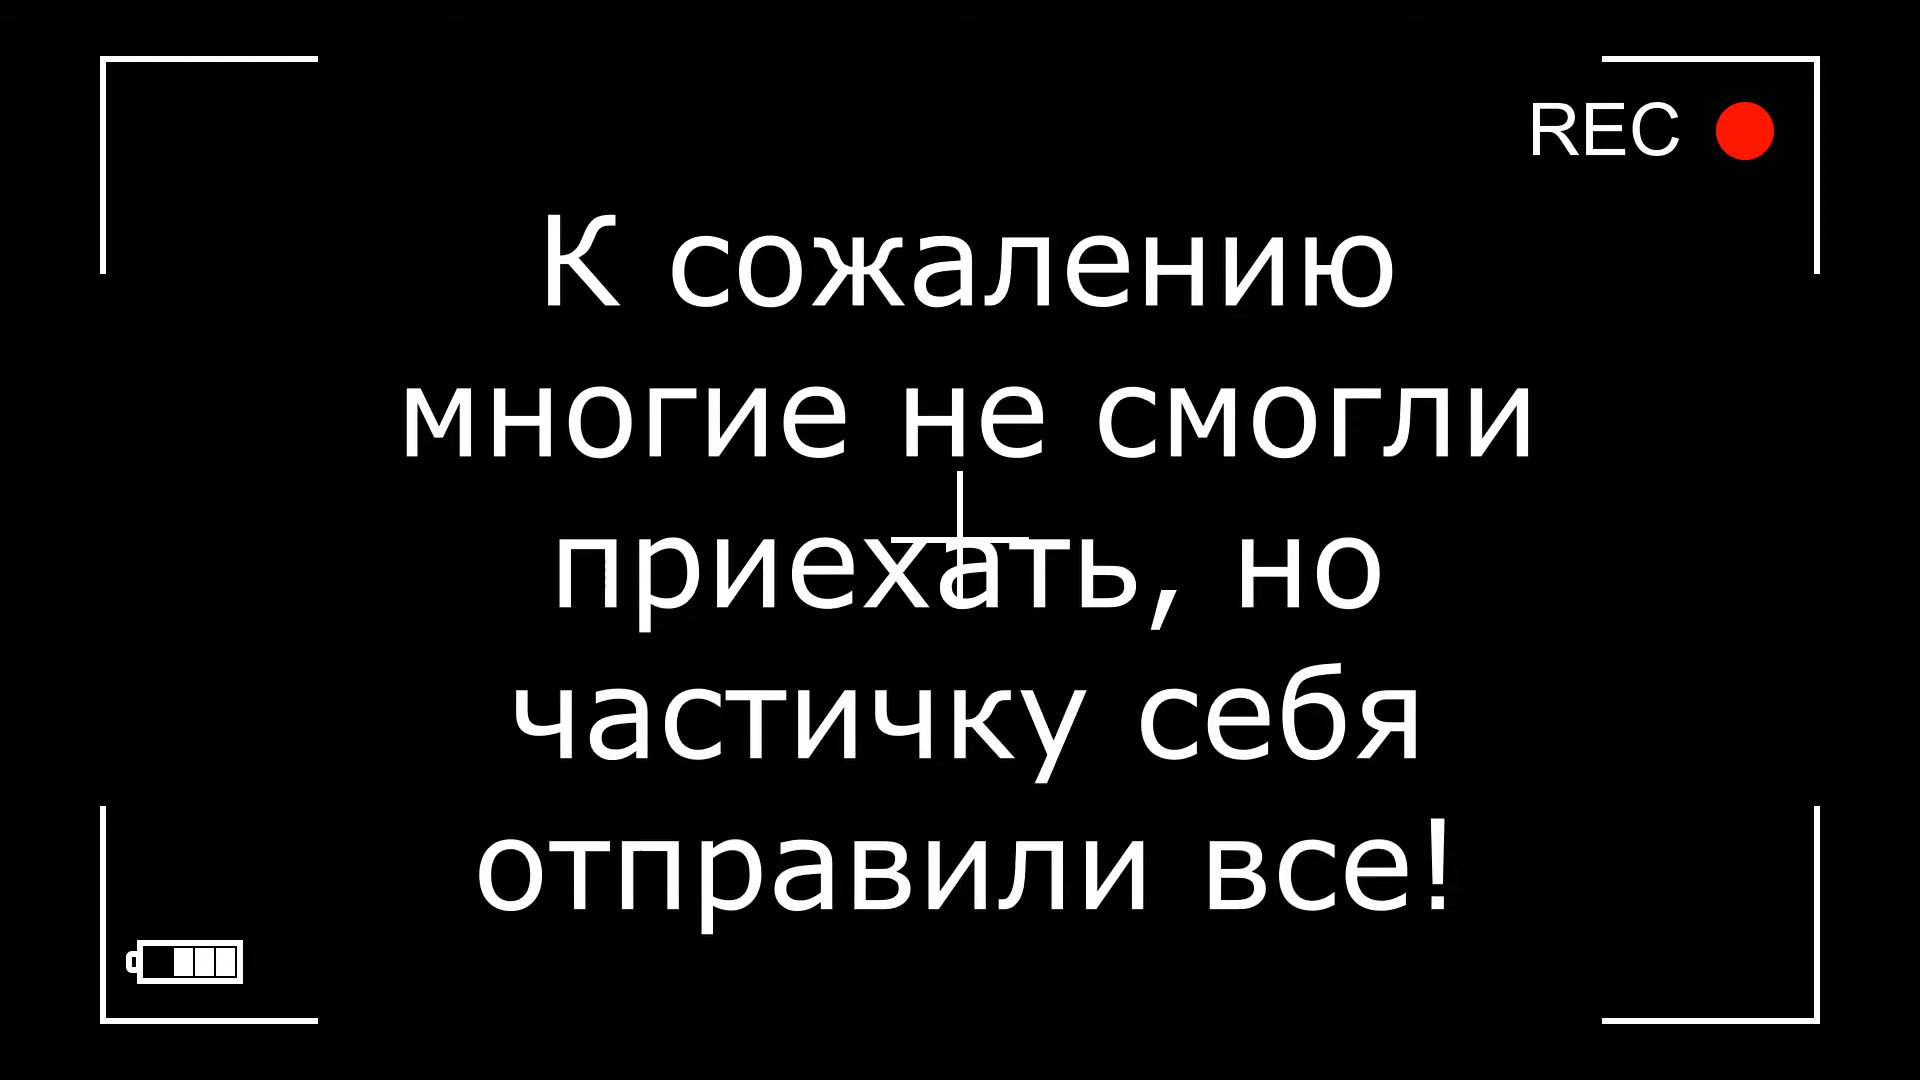 REC
К сожалению
многие не смогли
приехать, но
частичку себя
отправили все!